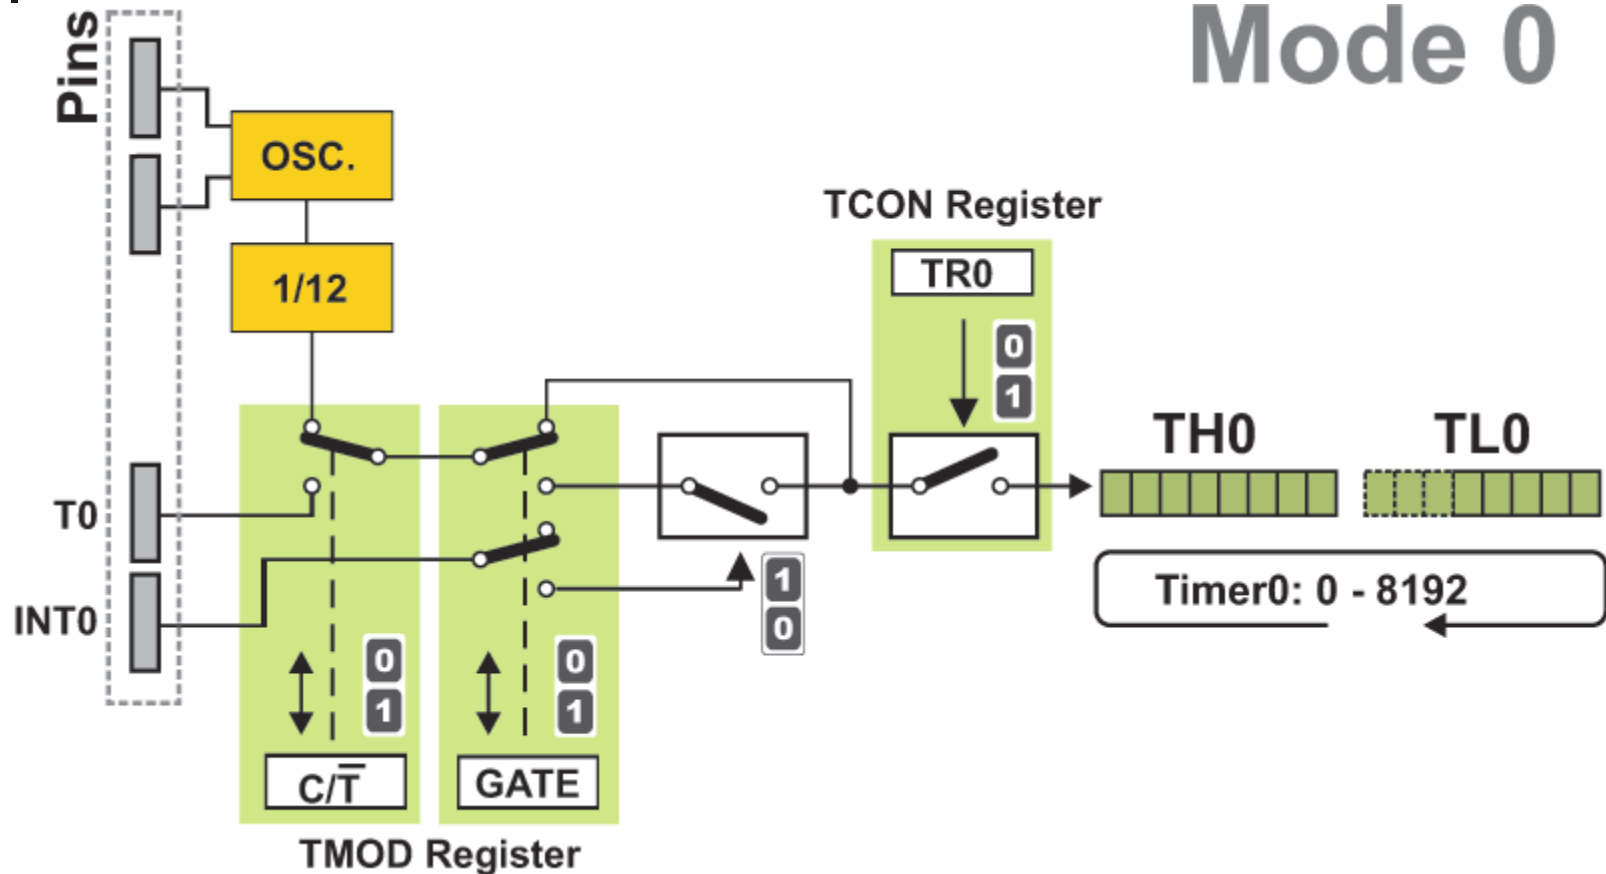 Mode 0
Pins
OSC.
1/12
TCON Register
TR0
0
1
TH0
TL0
T0
INT0
1
0
Timer0: 0 - 8192
0
1
0
1
C/T̅
GATE
TMOD Register